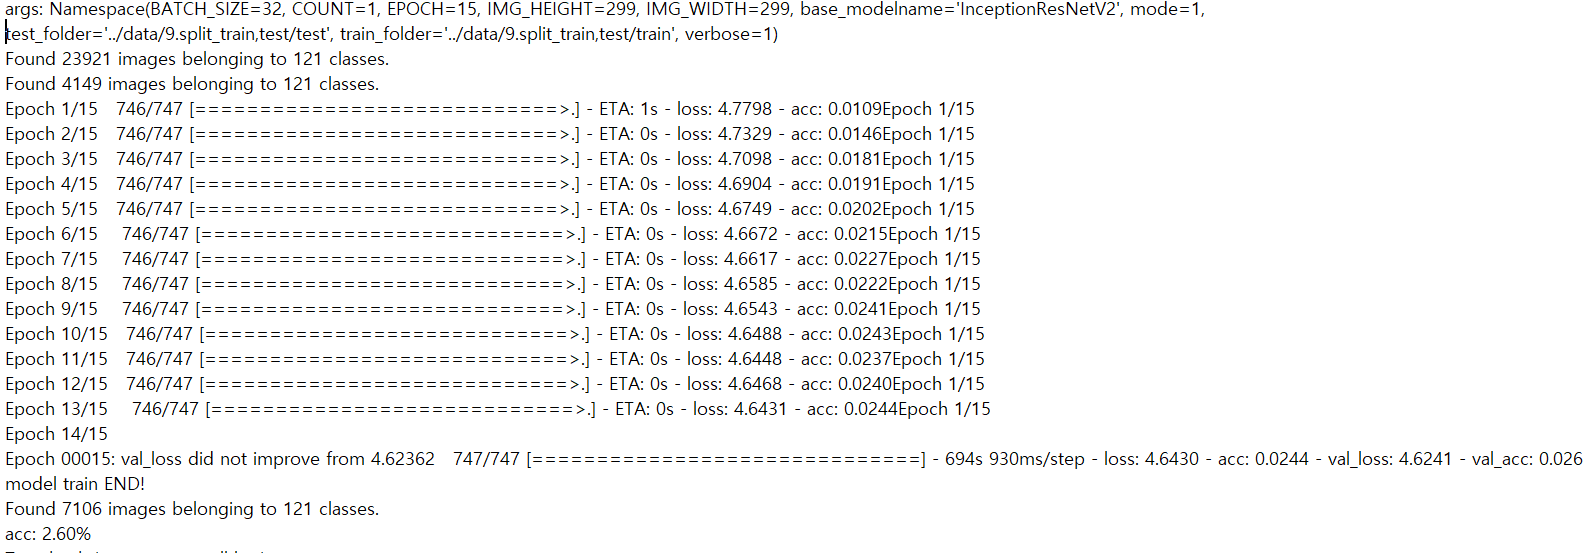 args: Namespace(BATCH_SIZE=32, COUNT=1, EPOCH=15, IMG_HEIGHT=299, IMG_WIDTH=299, base_modelname='InceptionResNetV2', mode=1,
test_folder='../data/9.split_train,test/test', train_folder='../data/9.split_train,test/train', verbose=1)
Found 23921 images belonging to 121 classes.
Found 4149 images belonging to 121 classes.
Epoch 1/15 746/747 [============================>.] - ETA: 1s - loss: 4.7798 - acc: 0.0109Epoch 1/15
Epoch 2/15 746/747 [============================>.] - ETA: 0s - loss: 4.7329 - acc: 0.0146Epoch 1/15
Epoch 3/15 746/747 [============================>.] - ETA: 0s - loss: 4.7098 - acc: 0.0181Epoch 1/15
Epoch 4/15 746/747 [============================>.] - ETA: 0s - loss: 4.6904 - acc: 0.0191Epoch 1/15
Epoch 5/15 746/747 [============================>.] - ETA: 0s - loss: 4.6749 - acc: 0.0202Epoch 1/15
Epoch 6/15 746/747 [============================>.] - ETA: 0s - loss: 4.6672 - acc: 0.0215Epoch 1/15
Epoch 7/15 746/747 [============================>.] - ETA: 0s - loss: 4.6617 - acc: 0.0227Epoch 1/15
Epoch 8/15 746/747 [============================>.] - ETA: 0s - loss: 4.6585 - acc: 0.0222Epoch 1/15
Epoch 9/15 746/747 [============================>.] - ETA: 0s - loss: 4.6543 - acc: 0.0241Epoch 1/15
Epoch 10/15 746/747 [============================>.] - ETA: 0s - loss: 4.6488 - acc: 0.0243Epoch 1/15
Epoch 11/15 746/747 [============================>.] - ETA: 0s - loss: 4.6448 - acc: 0.0237Epoch 1/15
Epoch 12/15 746/747 [============================>.] - ETA: 0s - loss: 4.6468 - acc: 0.0240Epoch 1/15
Epoch 13/15 746/747 [============================>.] - ETA: 0s - loss: 4.6431 - acc: 0.0244Epoch 1/15
Epoch 14/15
Epoch 00015: val_loss did not improve from 4.62362 747/747 [==============================] - 694s 930ms/step - loss: 4.6430 - acc: 0.0244 - val_loss: 4.6241 - val_acc: 0.026
model train END!
Found 7106 images belonging to 121 classes.
acc: 2.60%